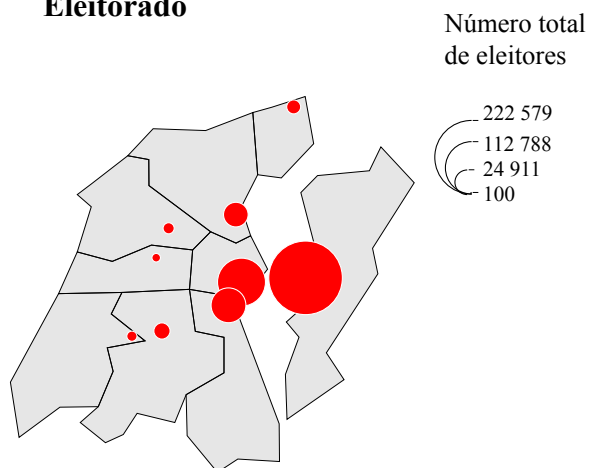 Eleitorado
Número total
de eleitores
222 579
112 788
24 911
100